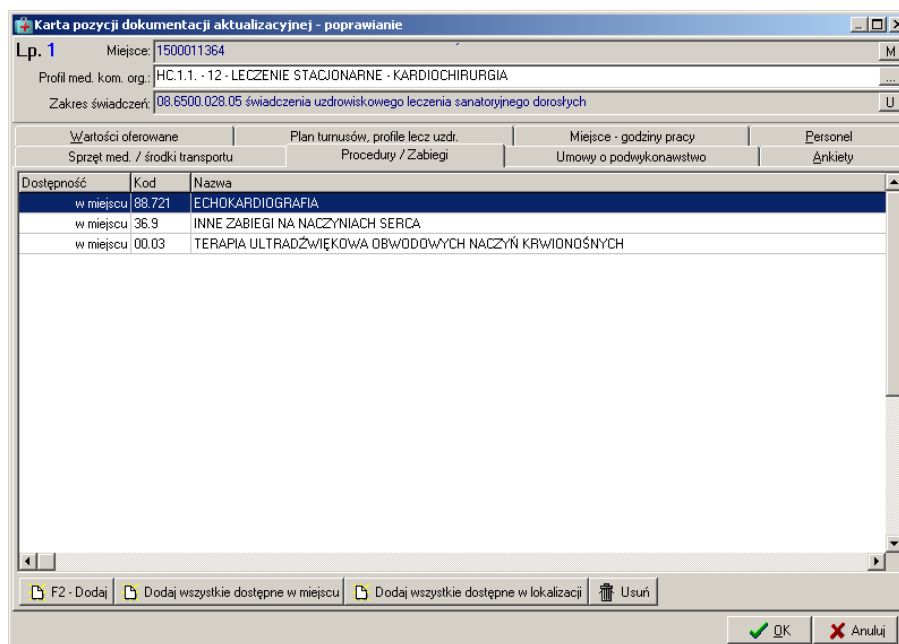 Karta pozycji dokumentacji aktualizacyjnej - poprawianie
Lp. 1 Miejsce: 1500011364 M
Profil med. kom. org.: HC.1.1. - 12 - LECZENIE STACJONARNE - KARDIOCHIRURGIA ...
Zakres świadczeń: 08.6500.028.05 świadczenia uzdrowiskowego leczenia sanatoryjnego dorosłych U
Wartości oferowane Plan turnusów, profile lecz uzdr. Miejsce - godziny pracy Personel
Sprzęt med. / środki transportu Procedury / Zabiegi Umowy o podwykonawstwo Ankiety
Dostępność Kod Nazwa
w miejscu 88.721 ECHOKARDIOGRAFIA
w miejscu 36.9 INNE ZABIEGI NA NACZYNIACH SERCA
w miejscu 00.03 TERAPIA ULTRADŹWIĘKOWA OBWODOWYCH NACZYŃ KRWIONOŚNYCH
F2 - Dodaj Dodaj wszystkie dostępne w miejscu Dodaj wszystkie dostępne w lokalizacji Usuń
OK Anuluj